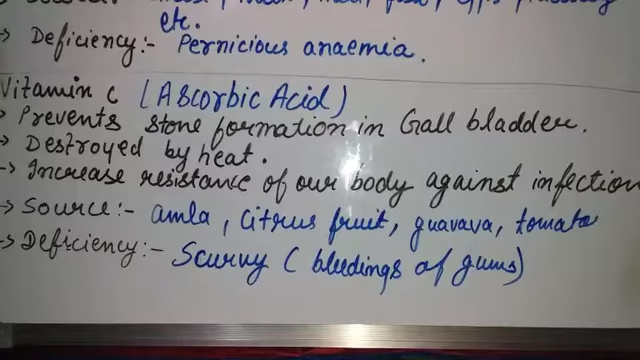 etc.
→ Deficiency:- Pernicious anaemia.
Vitamin C (Ascorbic Acid)
Prevents stone formation in Gall bladder.
→ Destroyed by heat.
→ Increase resistance of our body against infection
→ Source:- amla, Citrus fruit, guavava, tomato
→ Deficiency:- Scurvy (bleedings of gums)